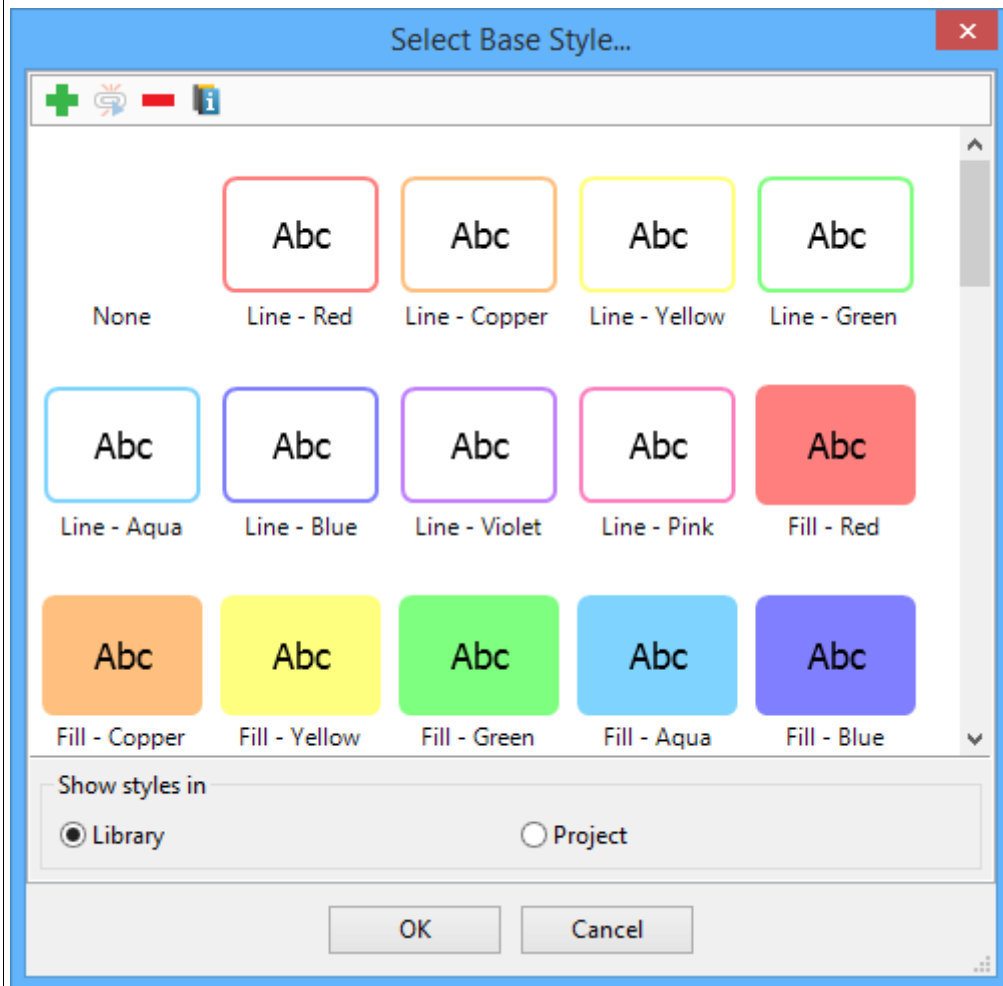 Select Base Style...
Abc Abc Abc Abc
None Line - Red Line - Copper Line - Yellow Line - Green
Abc Abc Abc Abc Abc
Line - Aqua Line - Blue Line - Violet Line - Pink Fill - Red
Abc Abc Abc Abc Abc
Fill - Copper Fill - Yellow Fill - Green Fill - Aqua Fill - Blue
Show styles in
Library Project
OK Cancel